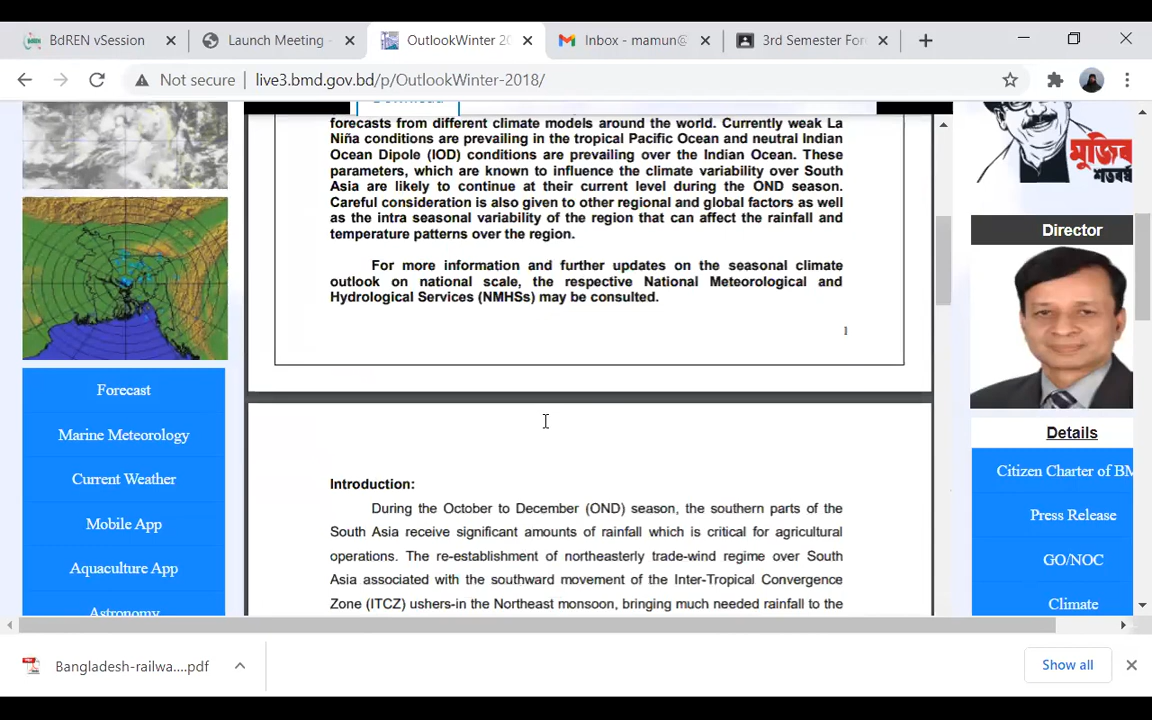 BdREN vSession
Launch Meeting -
OutlookWinter 20
Inbox - mamun@
3rd Semester For
Not secure
live3.bmd.gov.bd/p/OutlookWinter-2018/
Download
forecasts from different climate models around the world. Currently weak La
Niña conditions are prevailing in the tropical Pacific Ocean and neutral Indian
Ocean Dipole (IOD) conditions are prevailing over the Indian Ocean. These
parameters, which are known to influence the climate variability over South
Asia are likely to continue at their current level during the OND season.
Careful consideration is also given to other regional and global factors as well
as the intra seasonal variability of the region that can affect the rainfall and
temperature patterns over the region.
For more information and further updates on the seasonal climate
outlook on national scale, the respective National Meteorological and
Hydrological Services (NMHSs) may be consulted.
1
Introduction:
During the October to December (OND) season, the southern parts of the
South Asia receive significant amounts of rainfall which is critical for agricultural
operations. The re-establishment of northeasterly trade-wind regime over South
Asia associated with the southward movement of the Inter-Tropical Convergence
Zone (ITCZ) ushers-in the Northeast monsoon, bringing much needed rainfall to the
Forecast
Marine Meteorology
Current Weather
Mobile App
Aquaculture App
Astronomy
মুজিব
শতবর্ষ
Director
Details
Citizen Charter of BM
Press Release
GO/NOC
Climate
Bangladesh-railwa....pdf
Show all